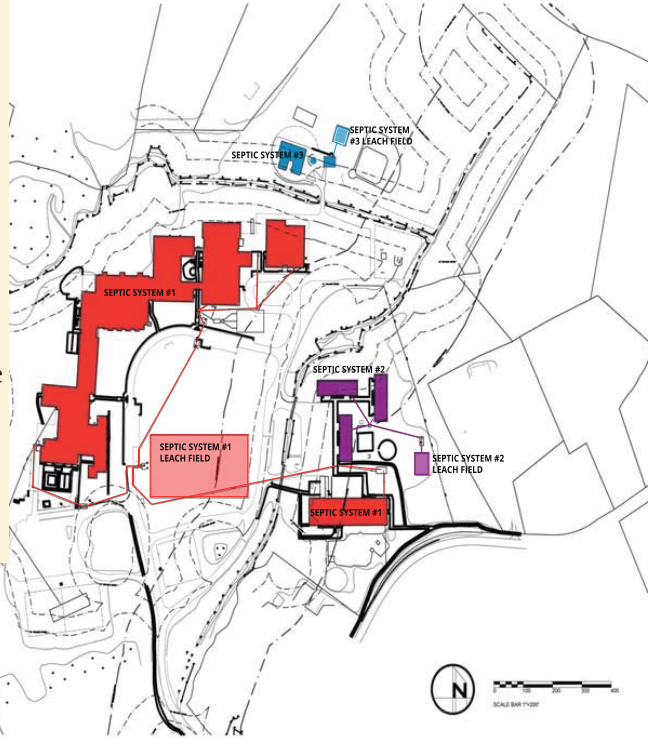 SEPTIC SYSTEM
#3 LEACH FIELD
SEPTIC SYSTEM #3
SEPTIC SYSTEM #1
SEPTIC SYSTEM #2
SEPTIC SYSTEM #1
LEACH FIELD
SEPTIC SYSTEM #2
LEACH FIELD
SEPTIC SYSTEM #1
e
N
0 100 200 300 400
SCALE BAR 1"=200'